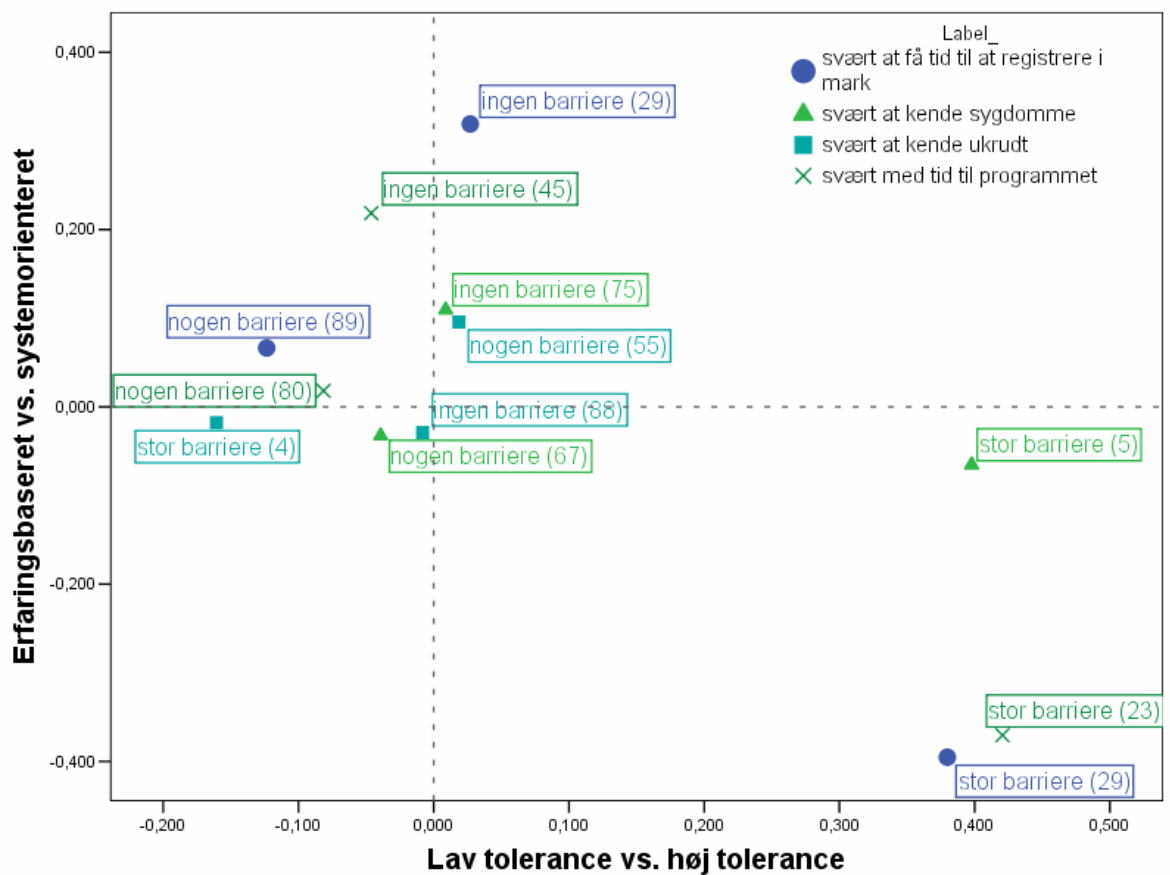 Label_
svært at få tid til at registrere i
mark
svært at kende sygdomme
svært at kende ukrudt
svært med tid til programmet
0,400
ingen barriere (29)
ingen barriere (45)
0,200
ingen barriere (75)
nogen barriere (89)
nogen barriere (55)
nogen barriere (80)
0,000
ingen barriere (88)
stor barriere (4)
nogen barriere (67)
stor barriere (5)
-0,200
stor barriere (23)
-0,400
stor barriere (29)
-0,200 -0,100 0,000 0,100 0,200 0,300 0,400 0,500
Lav tolerance vs. høj tolerance
Erfaringsbaseret vs. systemorienteret